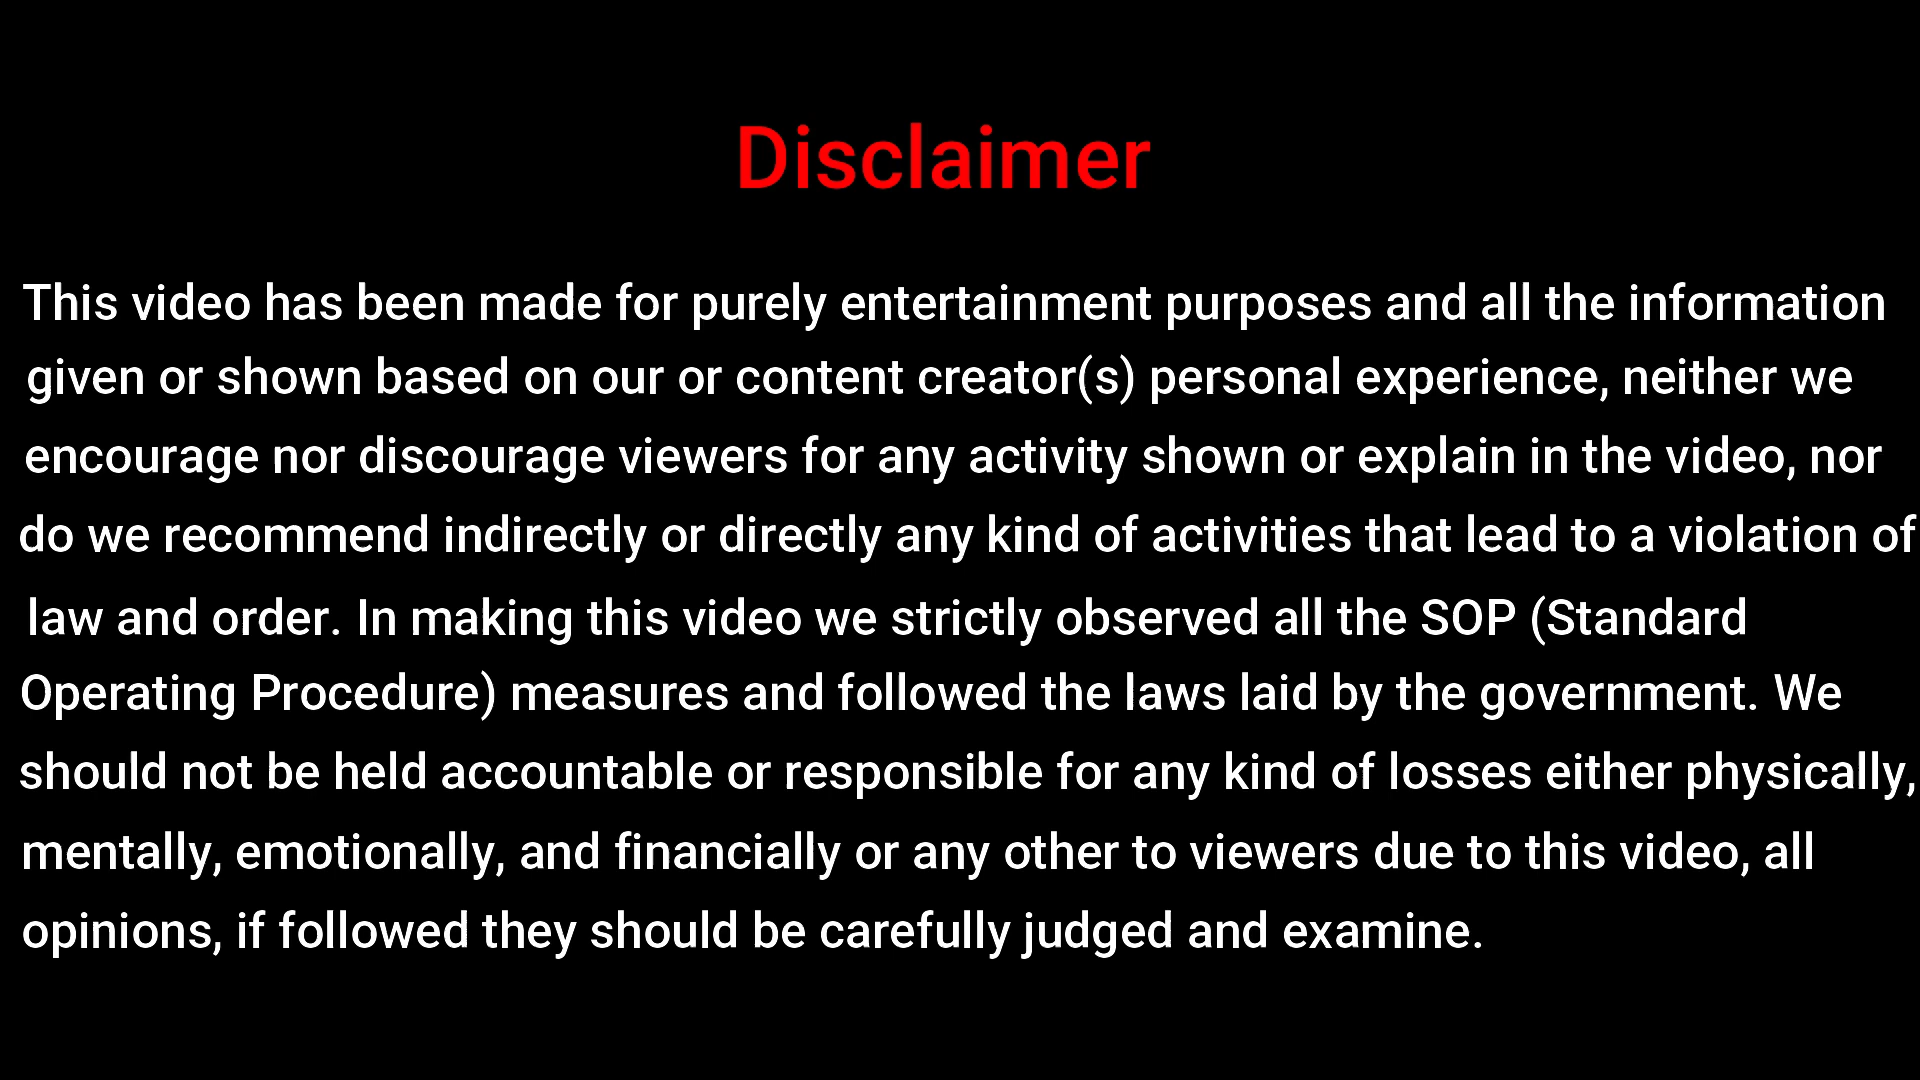 Disclaimer
This video has been made for purely entertainment purposes and all the information
given or shown based on our or content creator(s) personal experience, neither we
encourage nor discourage viewers for any activity shown or explain in the video, nor
do we recommend indirectly or directly any kind of activities that lead to a violation of
law and order. In making this video we strictly observed all the SOP (Standard
Operating Procedure) measures and followed the laws laid by the government. We
should not be held accountable or responsible for any kind of losses either physically,
mentally, emotionally, and financially or any other to viewers due to this video, all
opinions, if followed they should be carefully judged and examine.